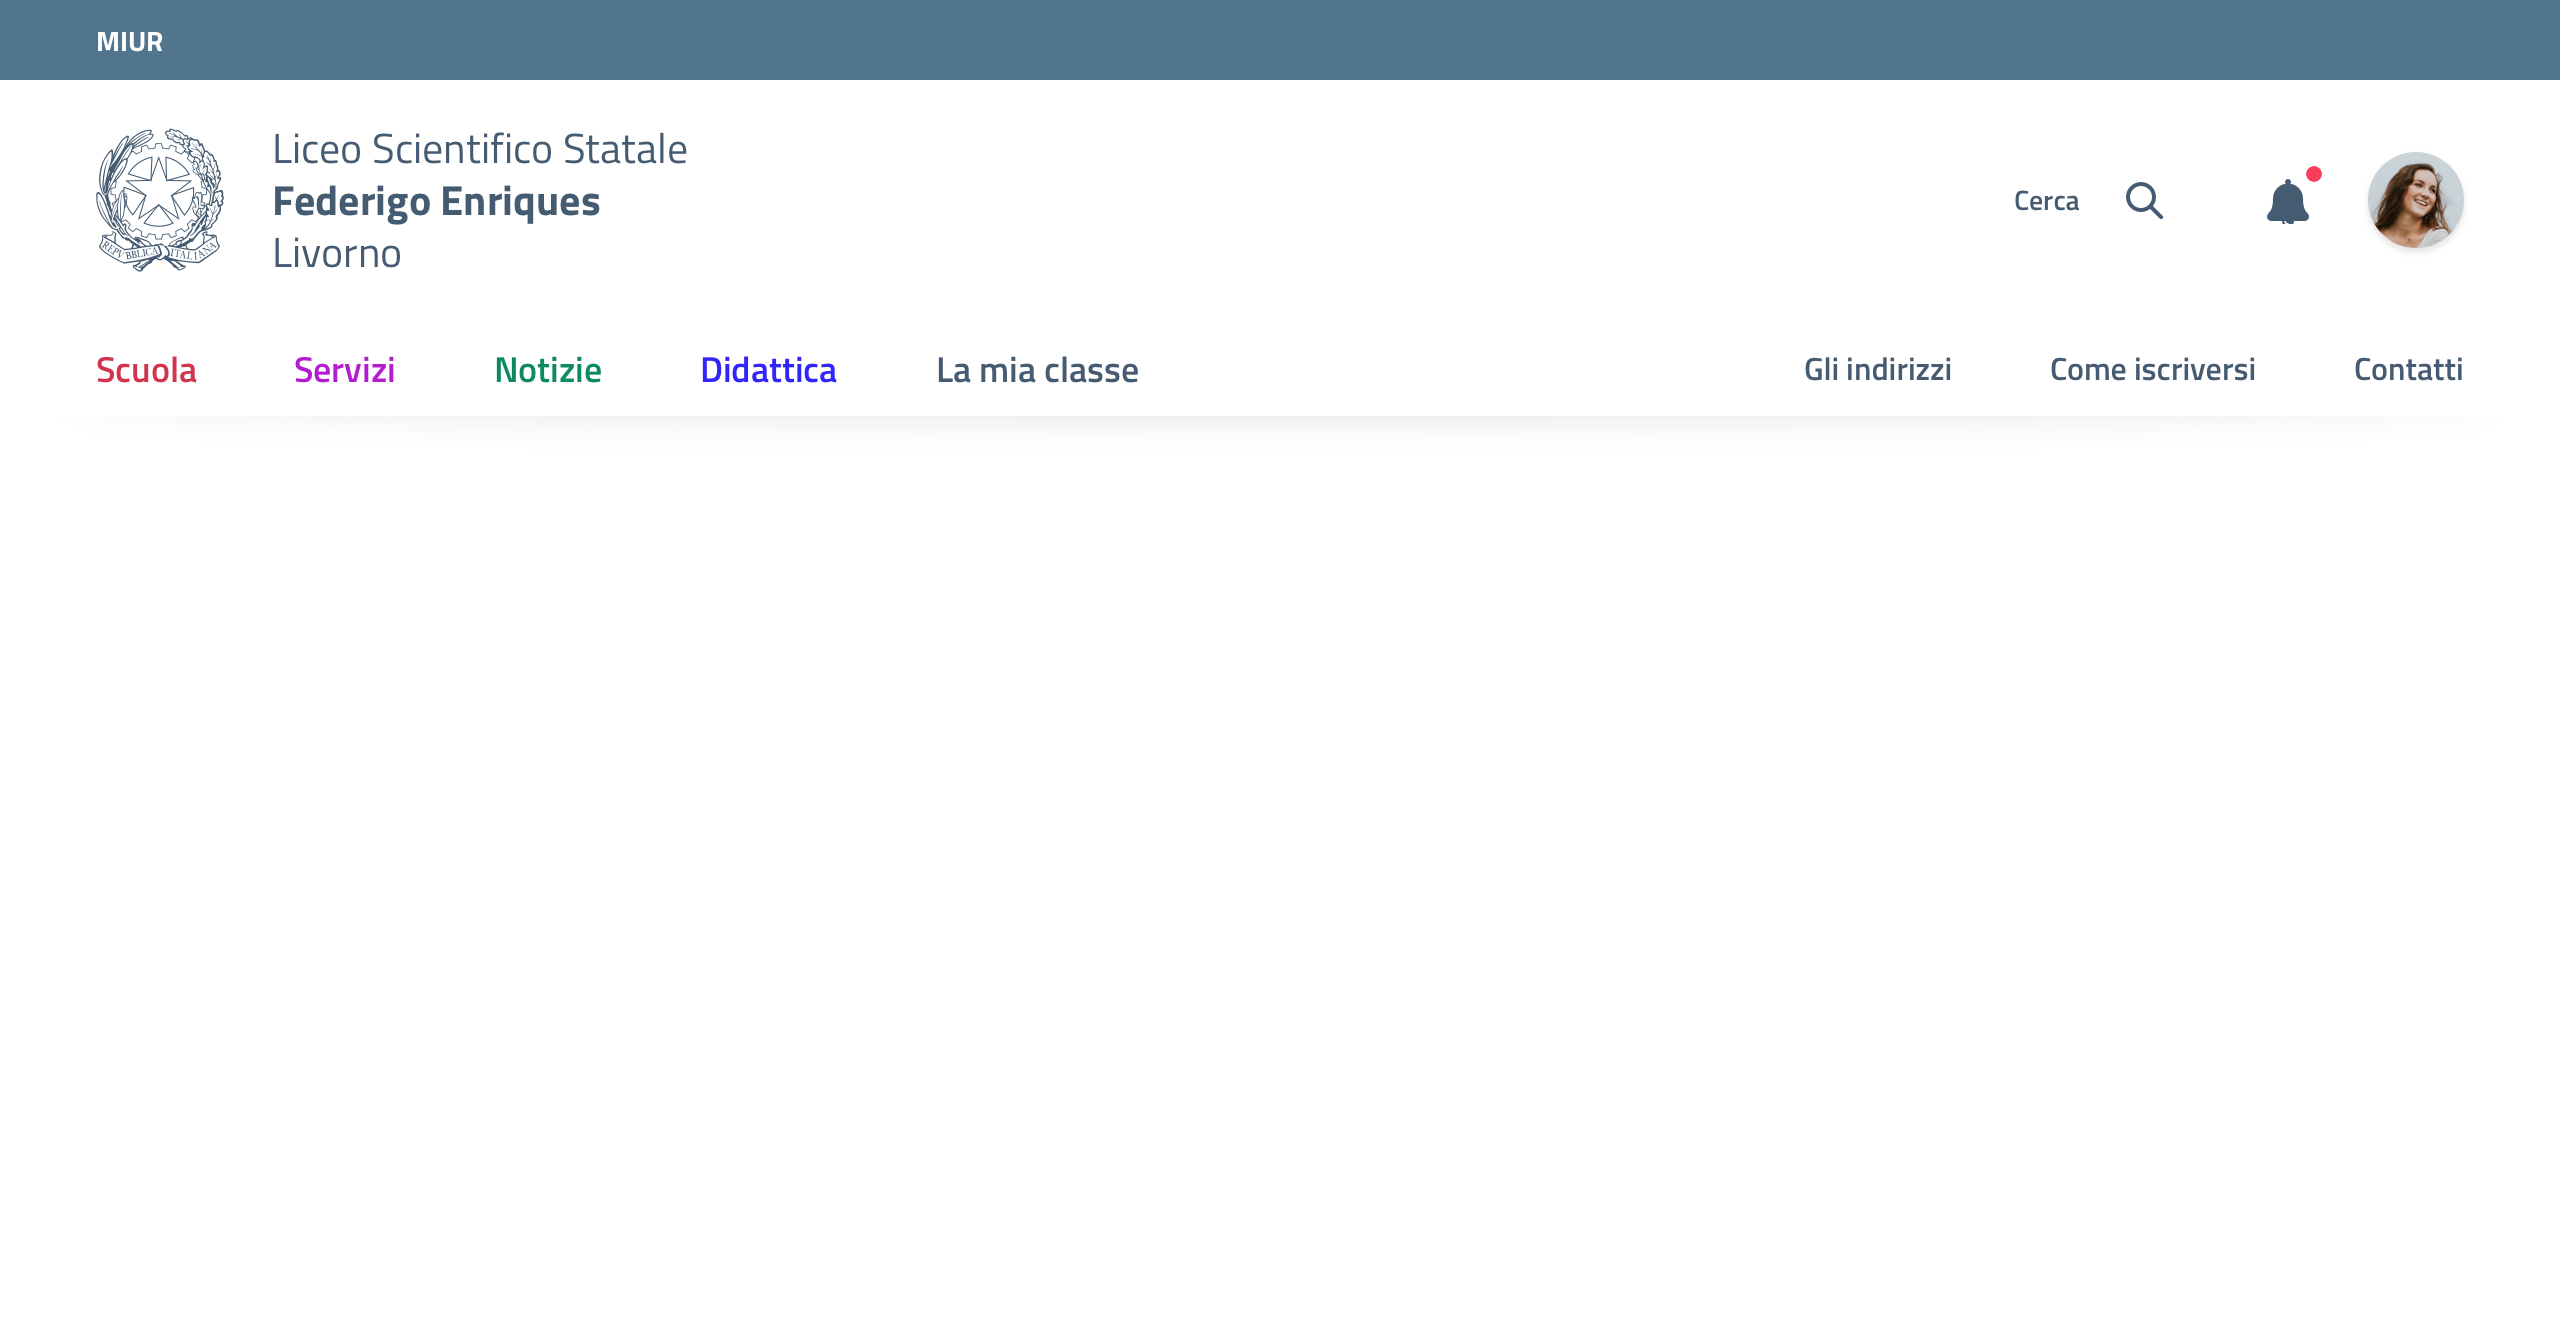 MIUR
Liceo Scientifico Statale
Federigo Enriques
Livorno
REPVBBLICA ITALIANA
Cerca
Scuola Servizi Notizie Didattica La mia classe Gli indirizzi Come iscriversi Contatti